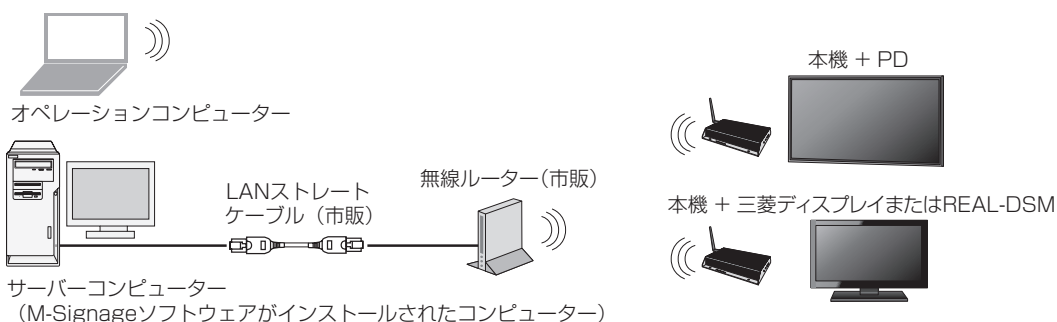 オペレーションコンピューター
LANストレート
ケーブル（市販）
無線ルーター（市販）
サーバーコンピューター
（M-Signageソフトウェアがインストールされたコンピューター）
本機 + PD
本機 + 三菱ディスプレイまたはREAL-DSM